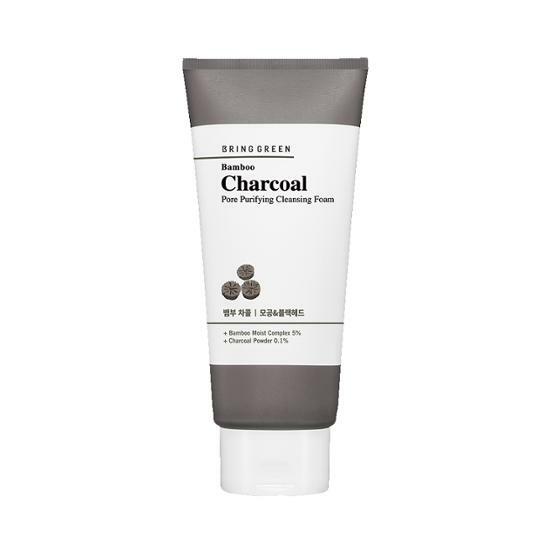 BRING GREEN
Bamboo
Charcoal
Pore Purifying Cleansing Foam
뱀부 차콜 | 모공&블랙헤드
+ Bamboo Moist Complex 5%
+ Charcoal Powder 0.1%